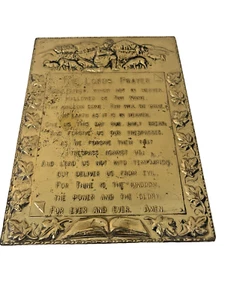 The Lords Prayer
Our Father which art in heaven
hallowed be Thy name.
Thy kingdom come. Thy will be done
in earth as it is in heaven.
Give us this day our daily bread.
And forgive us our trespasses.
As we forgive them that
trespass against us.
And lead us not into temptation.
But deliver us from evil.
For Thine is the kingdom,
the power and the glory.
For ever and ever. Amen.